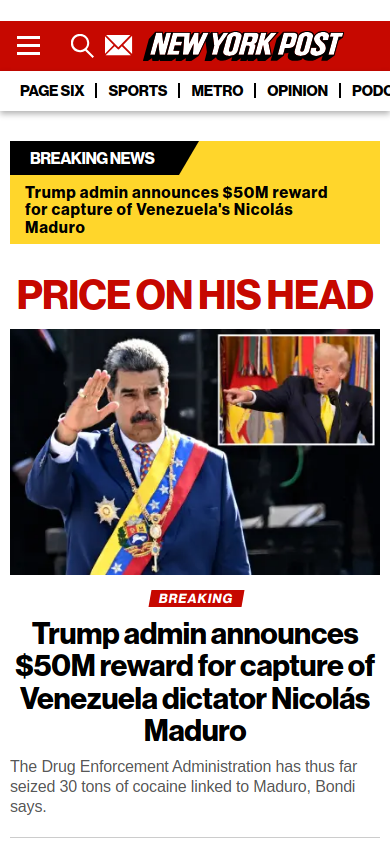 NEW YORK POST
PAGE SIX
SPORTS
METRO
OPINION
PODC
BREAKING NEWS
Trump admin announces $50M reward
for capture of Venezuela's Nicolás
Maduro
PRICE ON HIS HEAD
BREAKING
Trump admin announces
$50M reward for capture of
Venezuela dictator Nicolás
Maduro
The Drug Enforcement Administration has thus far
seized 30 tons of cocaine linked to Maduro, Bondi
says.